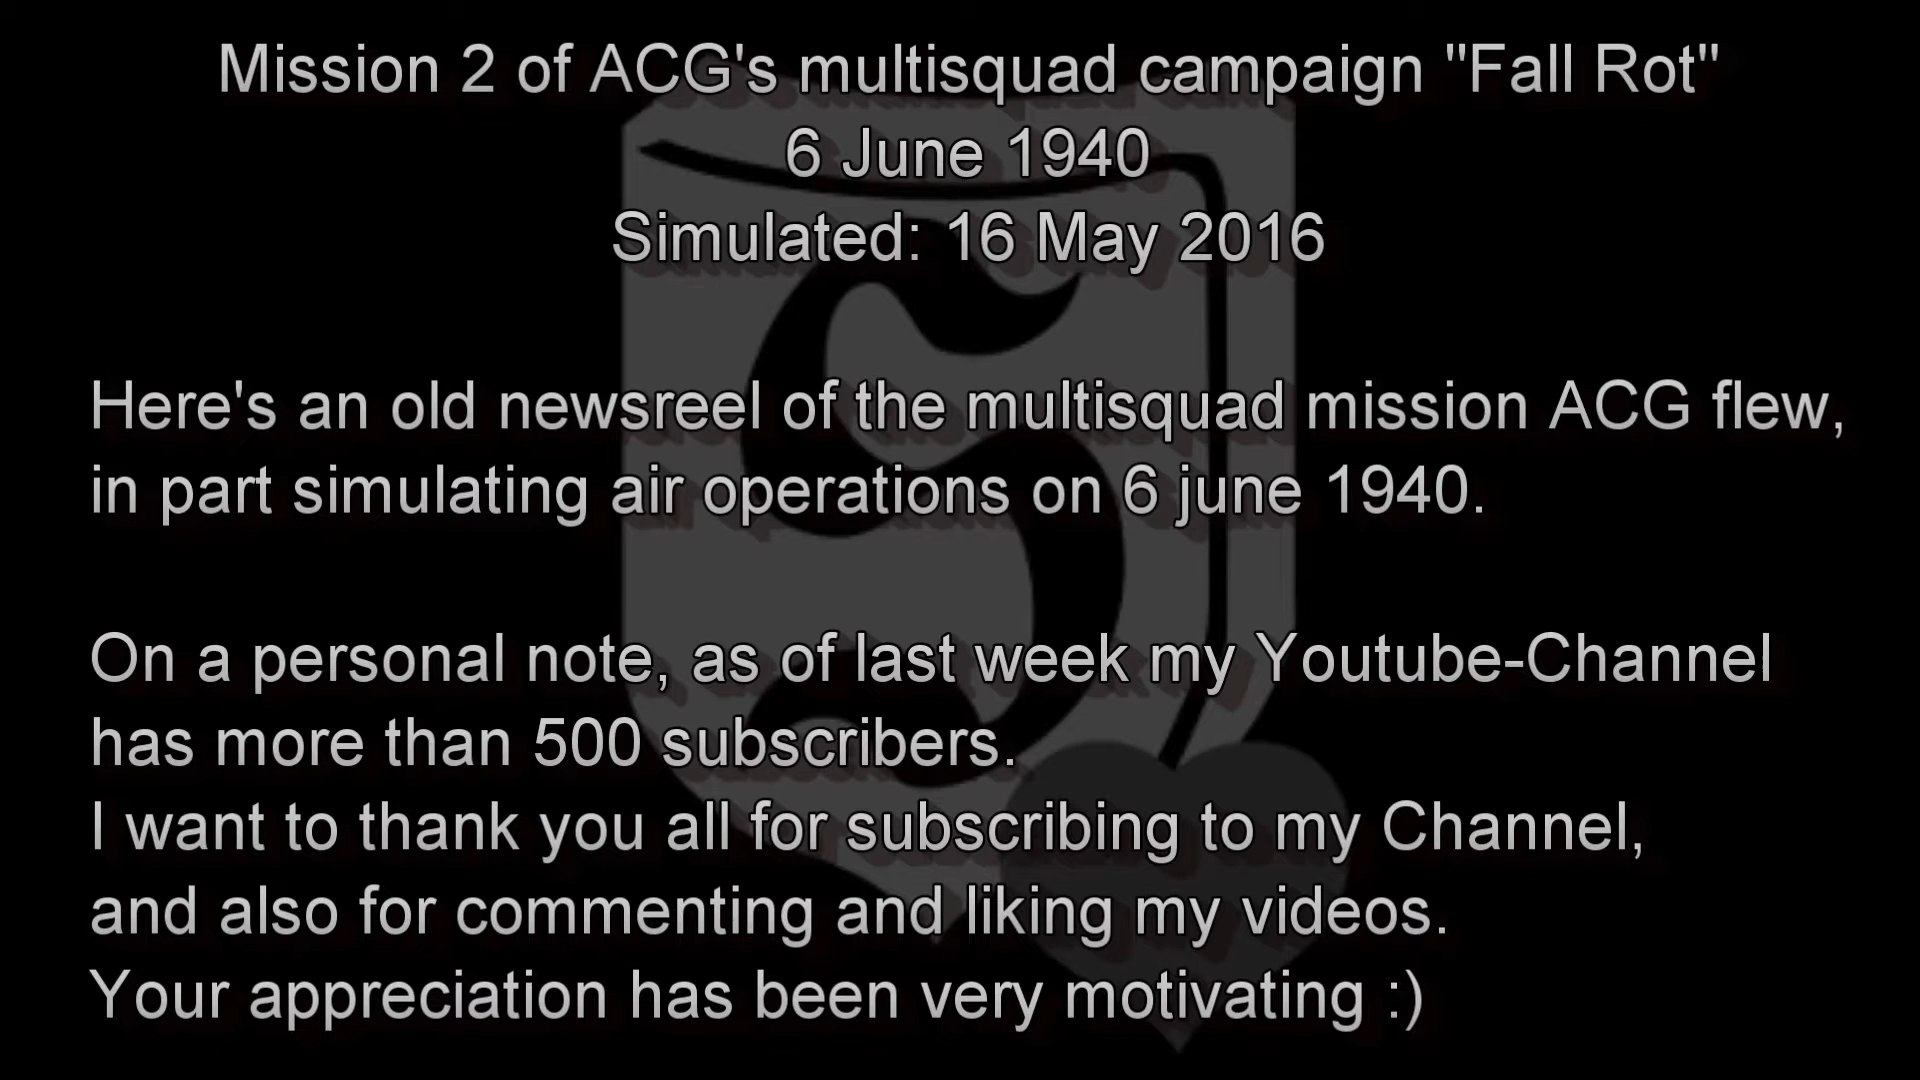 Mission 2 of ACG's multisquad campaign "Fall Rot"
6 June 1940
Simulated: 16 May 2016
Here's an old newsreel of the multisquad mission ACG flew,
in part simulating air operations on 6 june 1940.
On a personal note, as of last week my Youtube-Channel
has more than 500 subscribers.
I want to thank you all for subscribing to my Channel,
and also for commenting and liking my videos.
Your appreciation has been very motivating :)